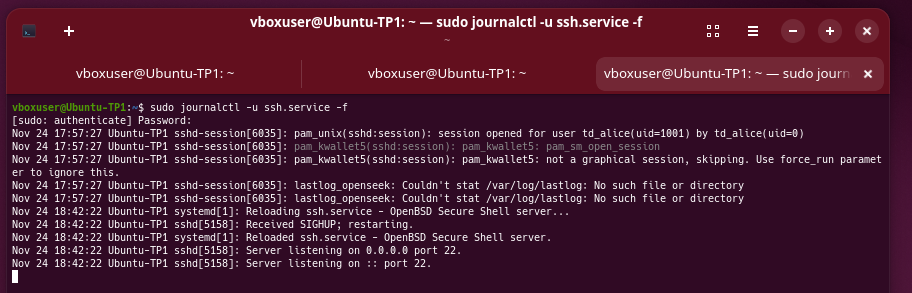 vboxuser@Ubuntu-TP1: ~ — sudo journalctl -u ssh.service -f
~
vboxuser@Ubuntu-TP1: ~
vboxuser@Ubuntu-TP1: ~
vboxuser@Ubuntu-TP1: ~ — sudo journ
vboxuser@Ubuntu-TP1:~$ sudo journalctl -u ssh.service -f
[sudo: authenticate] Password:
Nov 24 17:57:27 Ubuntu-TP1 sshd-session[6035]: pam_unix(sshd:session): session opened for user td_alice(uid=1001) by td_alice(uid=0)
Nov 24 17:57:27 Ubuntu-TP1 sshd-session[6035]: pam_kwallet5(sshd:session): pam_kwallet5: pam_sm_open_session
Nov 24 17:57:27 Ubuntu-TP1 sshd-session[6035]: pam_kwallet5(sshd:session): pam_kwallet5: not a graphical session, skipping. Use force_run paramet
er to ignore this.
Nov 24 17:57:27 Ubuntu-TP1 sshd-session[6035]: lastlog_openseek: Couldn't stat /var/log/lastlog: No such file or directory
Nov 24 17:57:27 Ubuntu-TP1 sshd-session[6035]: lastlog_openseek: Couldn't stat /var/log/lastlog: No such file or directory
Nov 24 18:42:22 Ubuntu-TP1 systemd[1]: Reloading ssh.service - OpenBSD Secure Shell server...
Nov 24 18:42:22 Ubuntu-TP1 sshd[5158]: Received SIGHUP; restarting.
Nov 24 18:42:22 Ubuntu-TP1 systemd[1]: Reloaded ssh.service - OpenBSD Secure Shell server.
Nov 24 18:42:22 Ubuntu-TP1 sshd[5158]: Server listening on 0.0.0.0 port 22.
Nov 24 18:42:22 Ubuntu-TP1 sshd[5158]: Server listening on :: port 22.